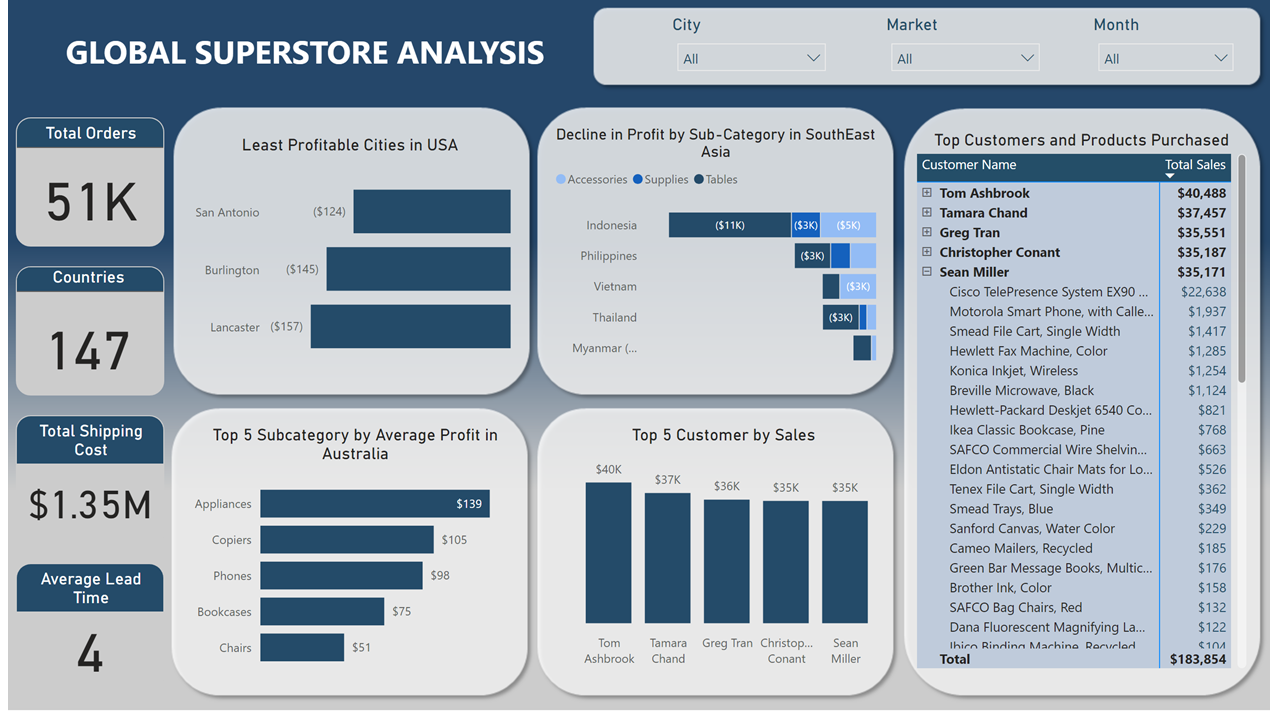 GLOBAL SUPERSTORE ANALYSIS
City
Market
Month
All
All
All
Total Orders
51K
Countries
147
Total Shipping
Cost
$1.35M
Average Lead
Time
4
Least Profitable Cities in USA
San Antonio ($124)
Burlington ($145)
Lancaster ($157)
Decline in Profit by Sub-Category in SouthEast
Asia
Accessories Supplies Tables
Indonesia ($11K) ($3K) ($5K)
Philippines ($3K)
Vietnam ($3K)
Thailand ($3K)
Myanmar (...
Top 5 Subcategory by Average Profit in
Australia
Appliances $139
Copiers $105
Phones $98
Bookcases $75
Chairs $51
Top 5 Customer by Sales
$40K $37K $36K $35K $35K
Tom Tamara Greg Tran Christop... Sean
Ashbrook Chand Conant Miller
Top Customers and Products Purchased
Customer Name Total Sales
Tom Ashbrook $40,488
Tamara Chand $37,457
Greg Tran $35,551
Christopher Conant $35,187
Sean Miller $35,171
Cisco TelePresence System EX90 ... $22,638
Motorola Smart Phone, with Calle... $1,937
Smead File Cart, Single Width $1,417
Hewlett Fax Machine, Color $1,285
Konica Inkjet, Wireless $1,254
Breville Microwave, Black $1,124
Hewlett-Packard Deskjet 6540 Co... $821
Ikea Classic Bookcase, Pine $768
SAFCO Commercial Wire Shelvin... $663
Eldon Antistatic Chair Mats for Lo... $526
Tenex File Cart, Single Width $362
Smead Trays, Blue $349
Sanford Canvas, Water Color $229
Cameo Mailers, Recycled $185
Green Bar Message Books, Multic... $176
Brother Ink, Color $158
SAFCO Bag Chairs, Red $132
Dana Fluorescent Magnifying La... $122
Ibico Binding Machine, Recycled $104
Total $183,854